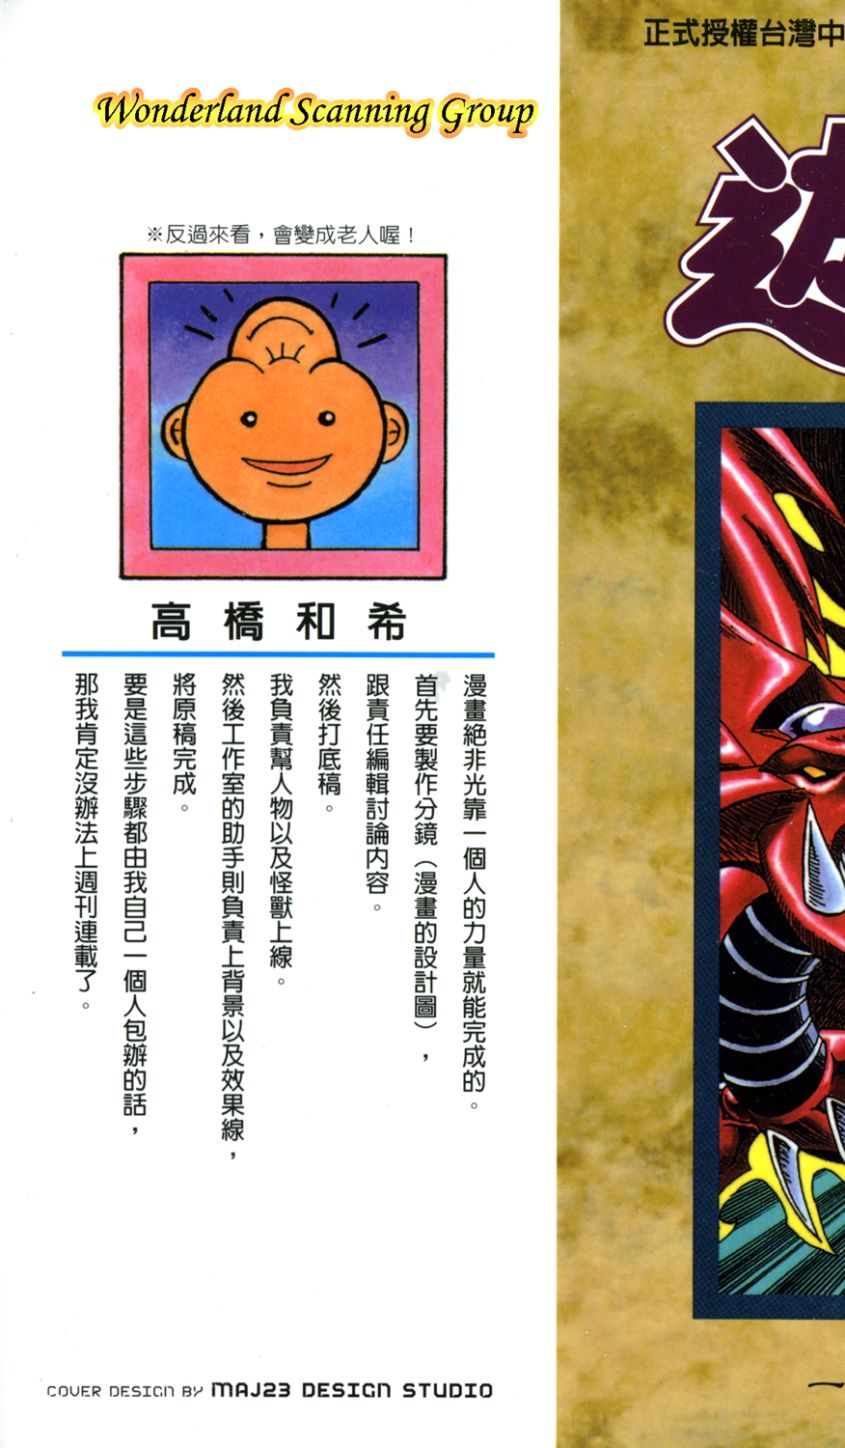 Wonderland Scanning Group
※反過來看，會變成老人喔！
高橋和希
漫畫絕非光靠一個人的力量就能完成的。
首先要製作分鏡（漫畫的設計圖），
跟責任編輯討論內容。
然後打底稿。
我負責幫人物以及怪獸上線。
然後工作室的助手則負責上背景以及效果線，
將原稿完成。
要是這些步驟都由我自己一個人包辦的話，
那我肯定沒辦法上週刊連載了。
COVER DESIGN BY MAJ23 DESIGN STUDIO
正式授權台灣中
遊